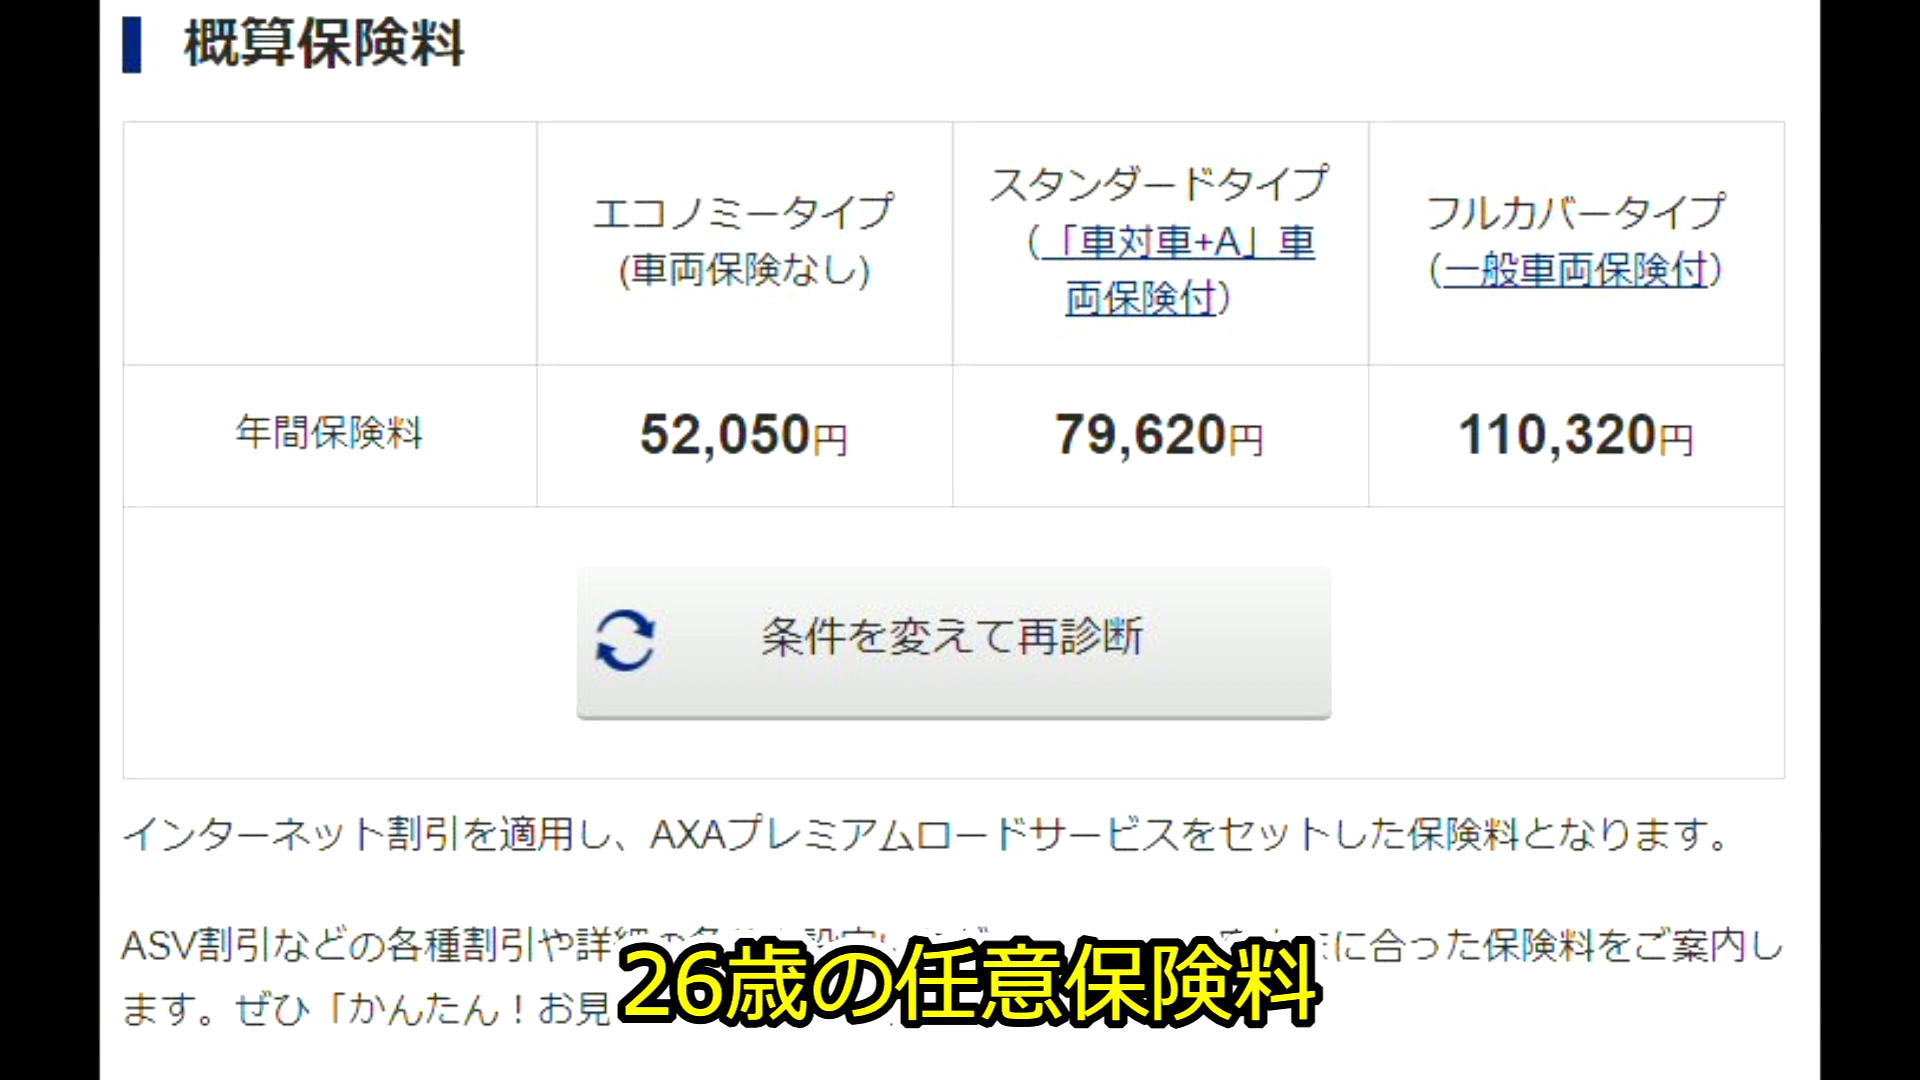 概算保険料
エコノミータイプ
(車両保険なし)
スタンダードタイプ
(「車対車+A」車
両保険付)
フルカバータイプ
(一般車両保険付)
年間保険料
52,050円
79,620円
110,320円
条件を変えて再診断
インターネット割引を適用し、AXAプレミアムロードサービスをセットした保険料となります。
ASV割引などの各種割引や詳細 に合った保険料をご案内し
ます。ぜひ「かんたん!お見
26歳の任意保険料